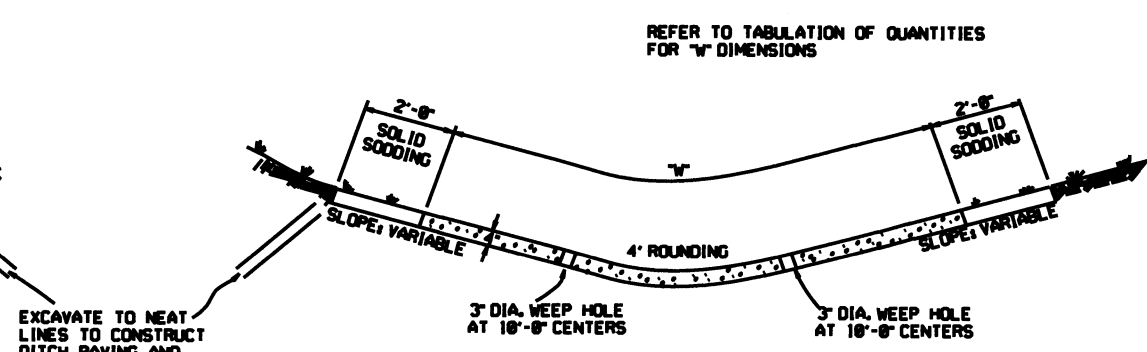 REFER TO TABULATION OF QUANTITIES
FOR "W" DIMENSIONS
2'-0"
SOLID
SODDING
2'-0"
SOLID
SODDING
"W"
SLOPE: VARIABLE
4' ROUNDING
SLOPE: VARIABLE
3" DIA. WEEP HOLE
AT 10'-0" CENTERS
3" DIA. WEEP HOLE
AT 10'-0" CENTERS
EXCAVATE TO NEAT
LINES TO CONSTRUCT
DITCH PAVING AND